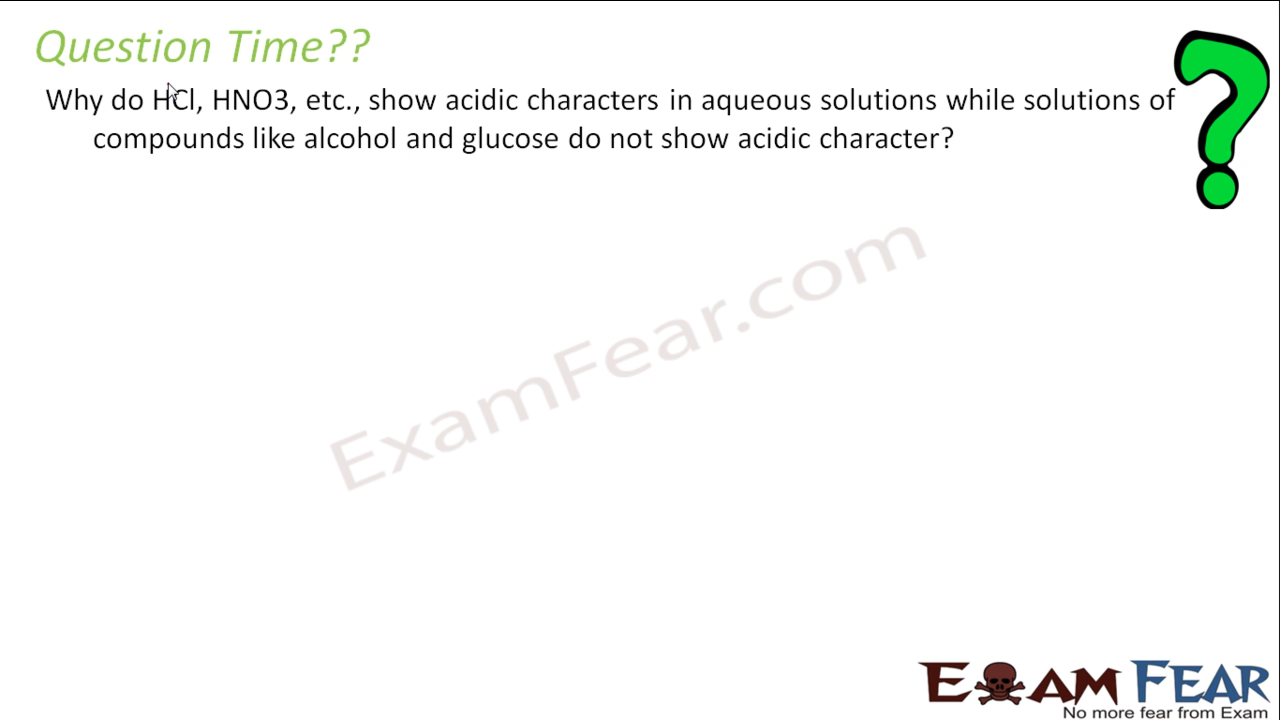 Question Time??
Why do HCl, HNO3, etc., show acidic characters in aqueous solutions while solutions of
compounds like alcohol and glucose do not show acidic character?
ExamFear.com
EXAM FEAR
No more fear from Exam